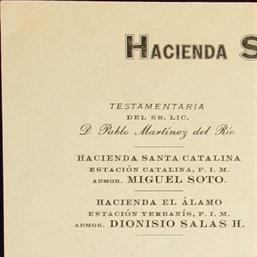 HACIENDA S
TESTAMENTARIA
DEL SR. LIC.
D. Pablo Martínez del Río.
HACIENDA SANTA CATALINA
ESTACIÓN CATALINA, F. I. M.
ADMOR. MIGUEL SOTO.
HACIENDA EL ÁLAMO
ESTACIÓN YERBANÍS, F. I. M.
ADMOR. DIONISIO SALAS H.